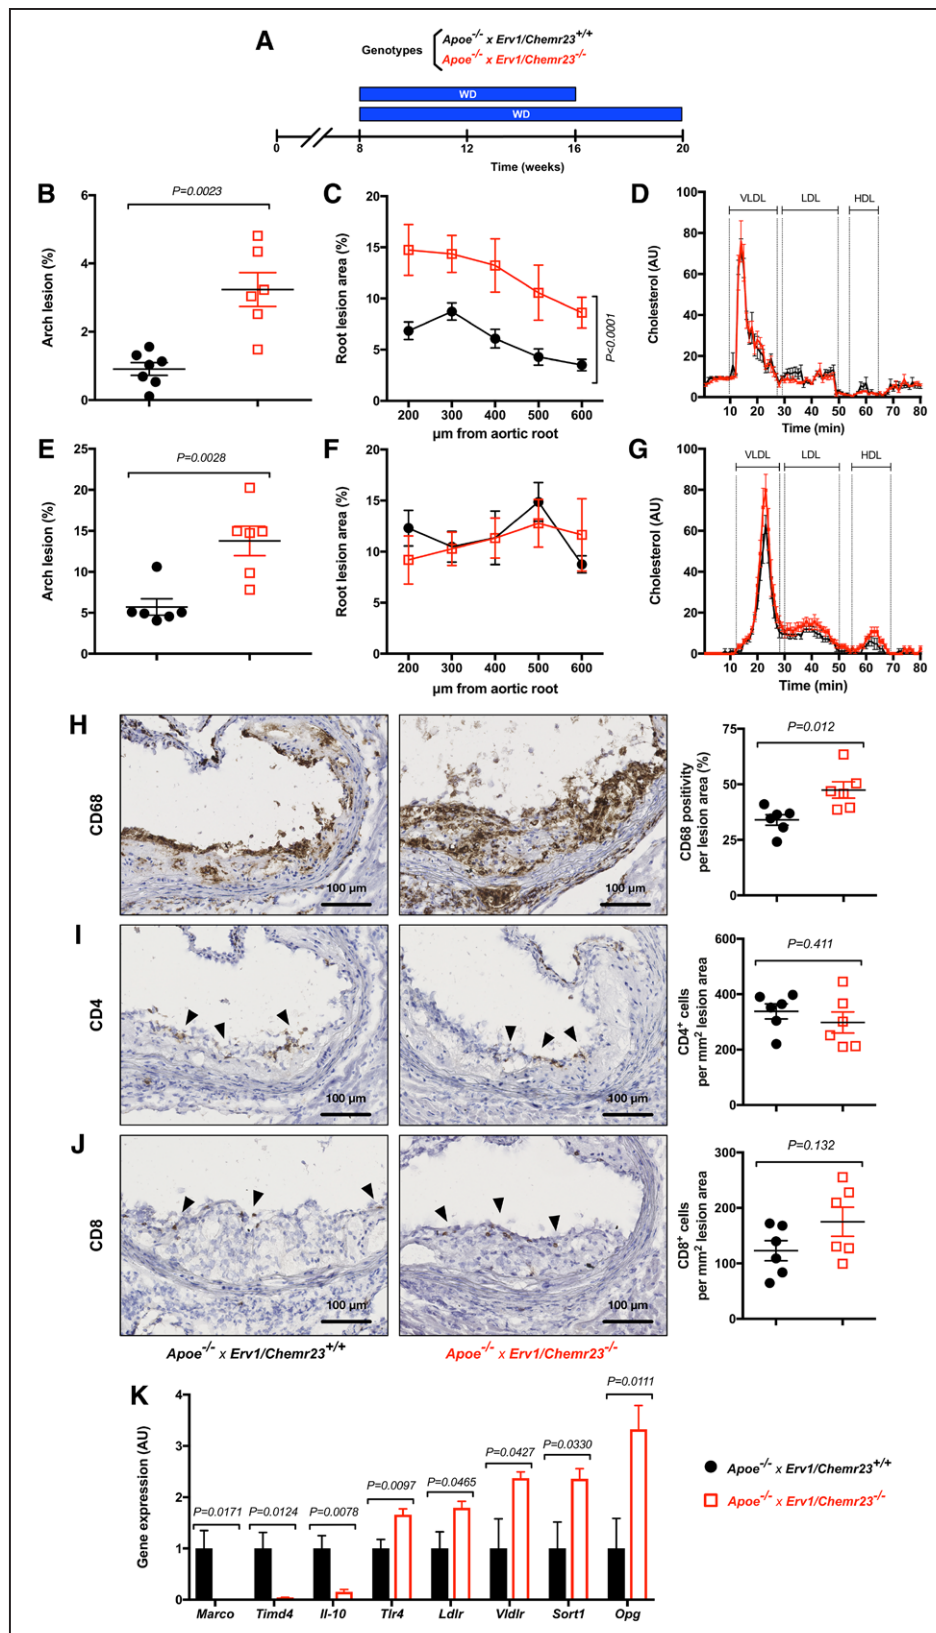 A
Genotypes
Apoe-/- x Erv1/Chemr23+/+
Apoe-/- x Erv1/Chemr23-/-
WD
WD
0 8 12 16 20
Time (weeks)
B
P=0.0023
Arch lesion (%)
6
4
2
0
C
Root lesion area (%)
20
15
10
5
0
P<0.0001
200 300 400 500 600
µm from aortic root
D
VLDL LDL HDL
Cholesterol (AU)
100
80
60
40
20
0
10 20 30 40 50 60 70 80
Time (min)
E
P=0.0028
Arch lesion (%)
25
20
15
10
5
0
F
Root lesion area (%)
20
15
10
5
0
200 300 400 500 600
µm from aortic root
G
VLDL LDL HDL
Cholesterol (AU)
100
80
60
40
20
0
0 10 20 30 40 50 60 70 80
Time (min)
H
CD68
100 µm
100 µm
CD68 positivity
per lesion area (%)
P=0.012
75
50
25
0
I
CD4
100 µm
100 µm
CD4+ cells
per mm2 lesion area
P=0.411
600
400
200
0
J
CD8
100 µm
100 µm
CD8+ cells
per mm2 lesion area
P=0.132
300
200
100
0
Apoe-/- x Erv1/Chemr23+/+
Apoe-/- x Erv1/Chemr23-/-
K
Gene expression (AU)
4
3
2
1
0
P=0.0171 P=0.0124 P=0.0078 P=0.0097 P=0.0465 P=0.0427 P=0.0330 P=0.0111
Marco Timd4 Il-10 Tlr4 Ldlr Vldlr Sort1 Opg
Apoe-/- x Erv1/Chemr23+/+
Apoe-/- x Erv1/Chemr23-/-